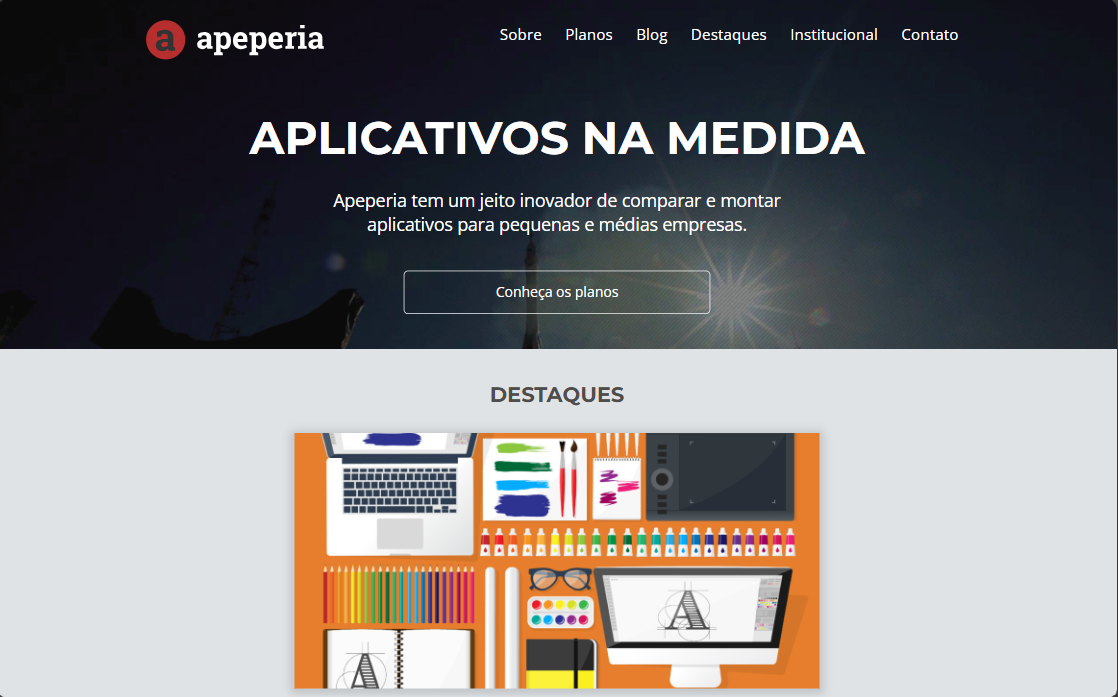 a apeperia
Sobre Planos Blog Destaques Institucional Contato
APLICATIVOS NA MEDIDA
Apeperia tem um jeito inovador de comparar e montar
aplicativos para pequenas e médias empresas.
Conheça os planos
DESTAQUES
A
A